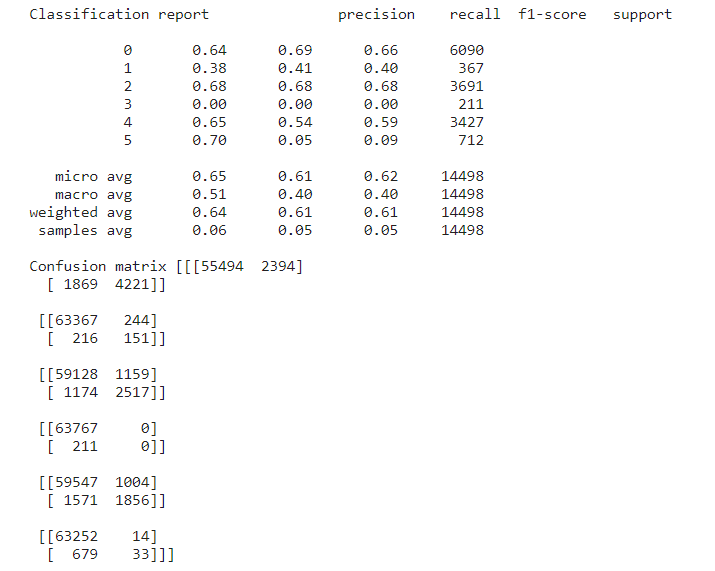 Classification report precision recall f1-score support
0 0.64 0.69 0.66 6090
1 0.38 0.41 0.40 367
2 0.68 0.68 0.68 3691
3 0.00 0.00 0.00 211
4 0.65 0.54 0.59 3427
5 0.70 0.05 0.09 712
micro avg 0.65 0.61 0.62 14498
macro avg 0.51 0.40 0.40 14498
weighted avg 0.64 0.61 0.61 14498
samples avg 0.06 0.05 0.05 14498
Confusion matrix [[[55494 2394]
[ 1869 4221]]
[[63367 244]
[ 216 151]]
[[59128 1159]
[ 1174 2517]]
[[63767 0]
[ 211 0]]
[[59547 1004]
[ 1571 1856]]
[[63252 14]
[ 679 33]]]